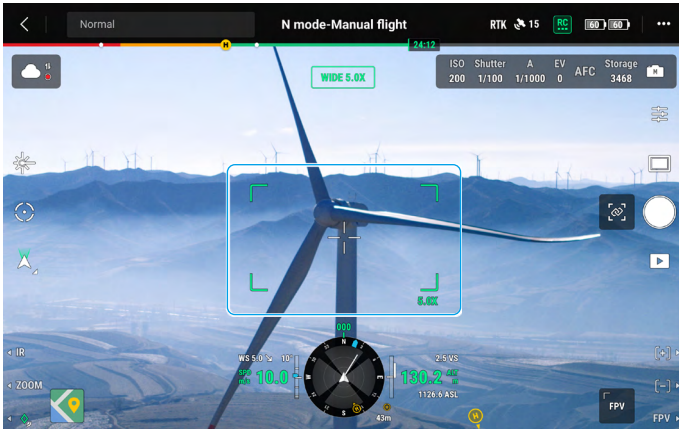 Normal
N mode-Manual flight
RTK 15 RC 60 60
H
24:12
WIDE 5.0X
ISO Shutter A EV AFC Storage
200 1/100 1/1000 0 3468
M
5.0X
000
WS 5.0 10°
2.5 VS
SPD m/s 10.0
130.2 ALT m
1126.6 ASL
N
E
S
W
43m
H
IR
ZOOM
FPV
FPV